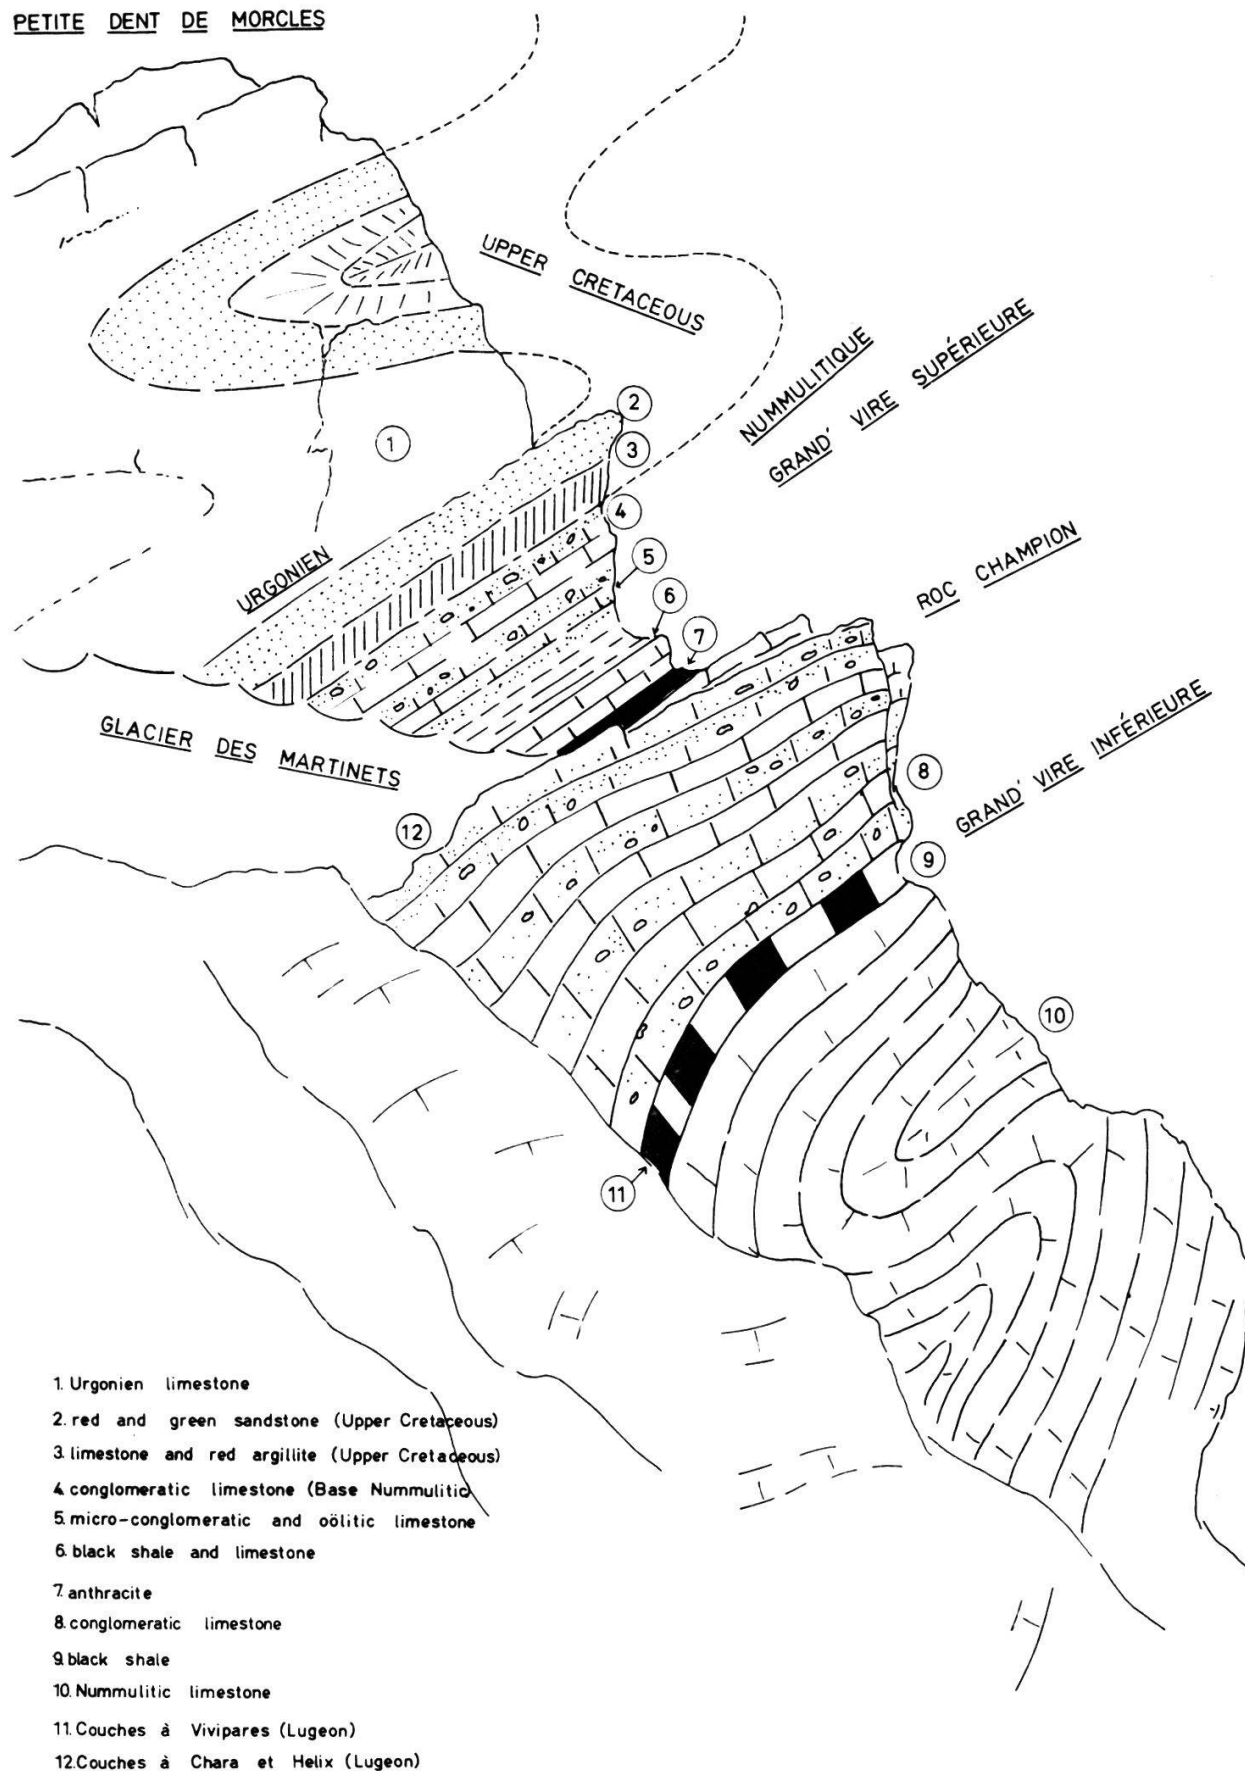 PETITE DENT DE MORCLES
UPPER CRETACEOUS
NUMMULITIQUE
GRAND' VIRE SUPÉRIEURE
2
1
3
4
URGONIEN
5
ROC CHAMPION
6
7
GLACIER DES MARTINETS
GRAND' VIRE INFÉRIEURE
8
12
9
10
11
1. Urgonien limestone
2. red and green sandstone (Upper Cretaceous)
3. limestone and red argillite (Upper Cretaceous)
4. conglomeratic limestone (Base Nummulitic)
5. micro-conglomeratic and oölitic limestone
6. black shale and limestone
7. anthracite
8. conglomeratic limestone
9. black shale
10. Nummulitic limestone
11. Couches à Vivipares (Lugeon)
12. Couches à Chara et Helix (Lugeon)